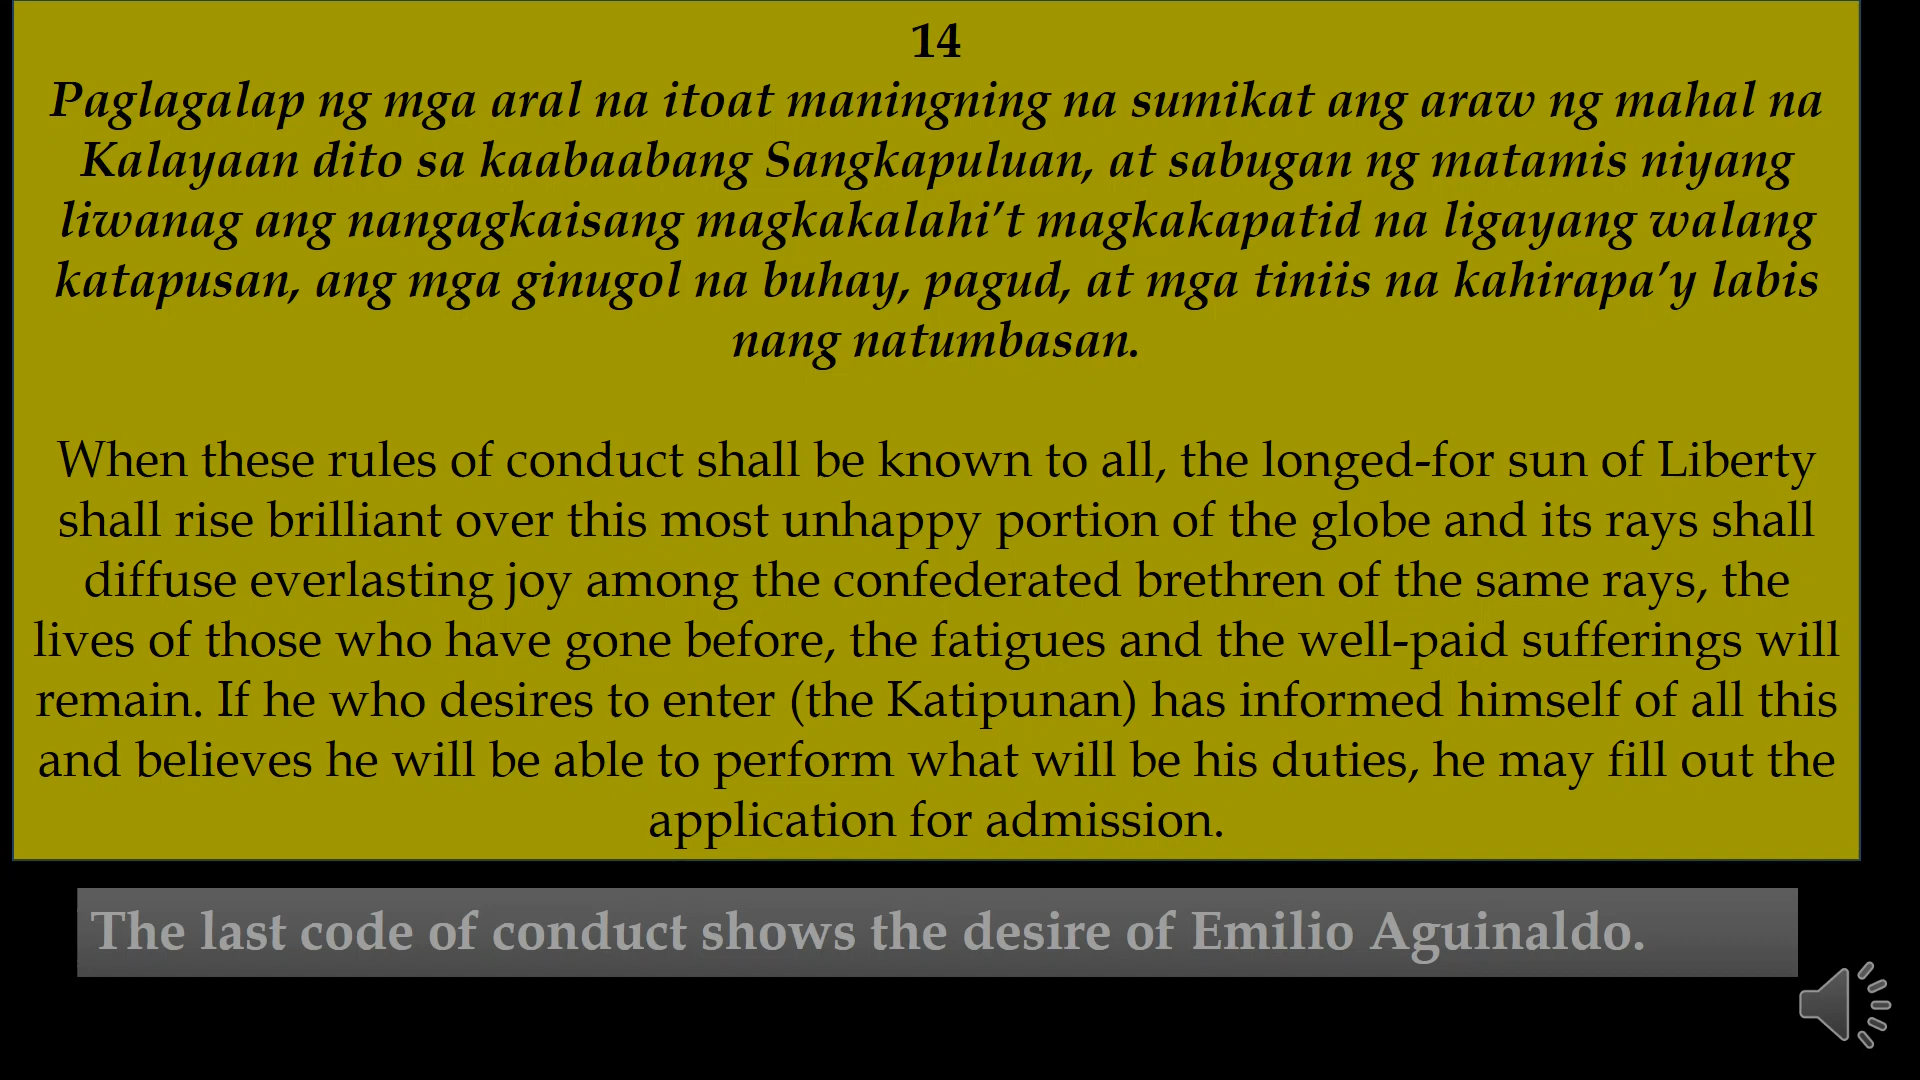 14
Paglagalap ng mga aral na itoat maningning na sumikat ang araw ng mahal na
Kalayaan dito sa kaabaabang Sangkapuluan, at sabugan ng matamis niyang
liwanag ang nangagkaisang magkakalahi’t magkakapatid na ligayang walang
katapusan, ang mga ginugol na buhay, pagud, at mga tiniis na kahirapa’y labis
nang natumbasan.
When these rules of conduct shall be known to all, the longed-for sun of Liberty
shall rise brilliant over this most unhappy portion of the globe and its rays shall
diffuse everlasting joy among the confederated brethren of the same rays, the
lives of those who have gone before, the fatigues and the well-paid sufferings will
remain. If he who desires to enter (the Katipunan) has informed himself of all this
and believes he will be able to perform what will be his duties, he may fill out the
application for admission.
The last code of conduct shows the desire of Emilio Aguinaldo.